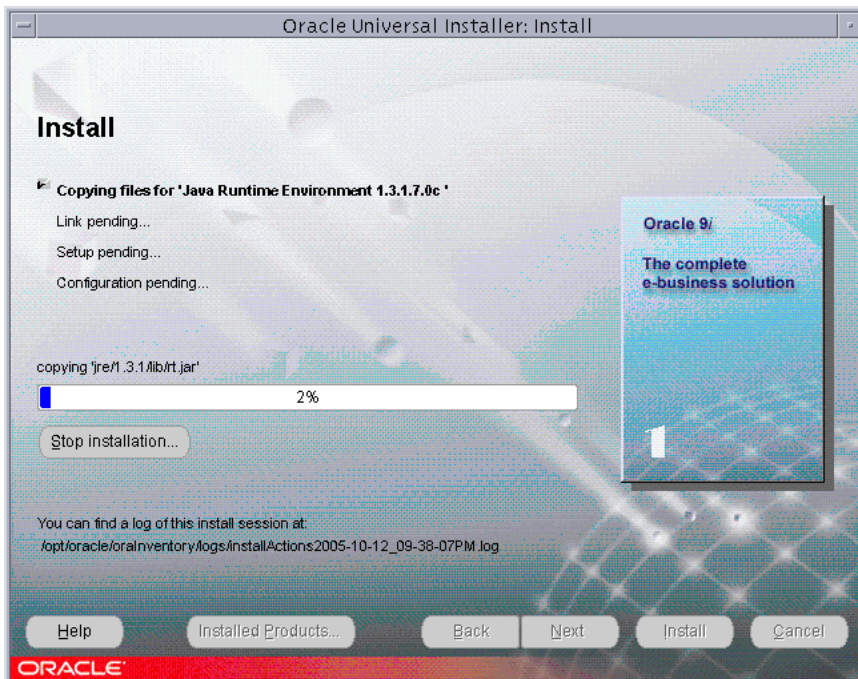 Oracle Universal Installer: Install
Install
Copying files for 'Java Runtime Environment 1.3.1.7.0c '
Link pending...
Setup pending...
Configuration pending...
Oracle 9i
The complete
e-business solution
copying 'jre/1.3.1/lib/rt.jar'
2%
Stop installation...
1
You can find a log of this install session at:
/opt/oracle/oraInventory/logs/installActions2005-10-12_09-38-07PM.log
Help
Installed Products...
Back
Next
Install
Cancel
ORACLE